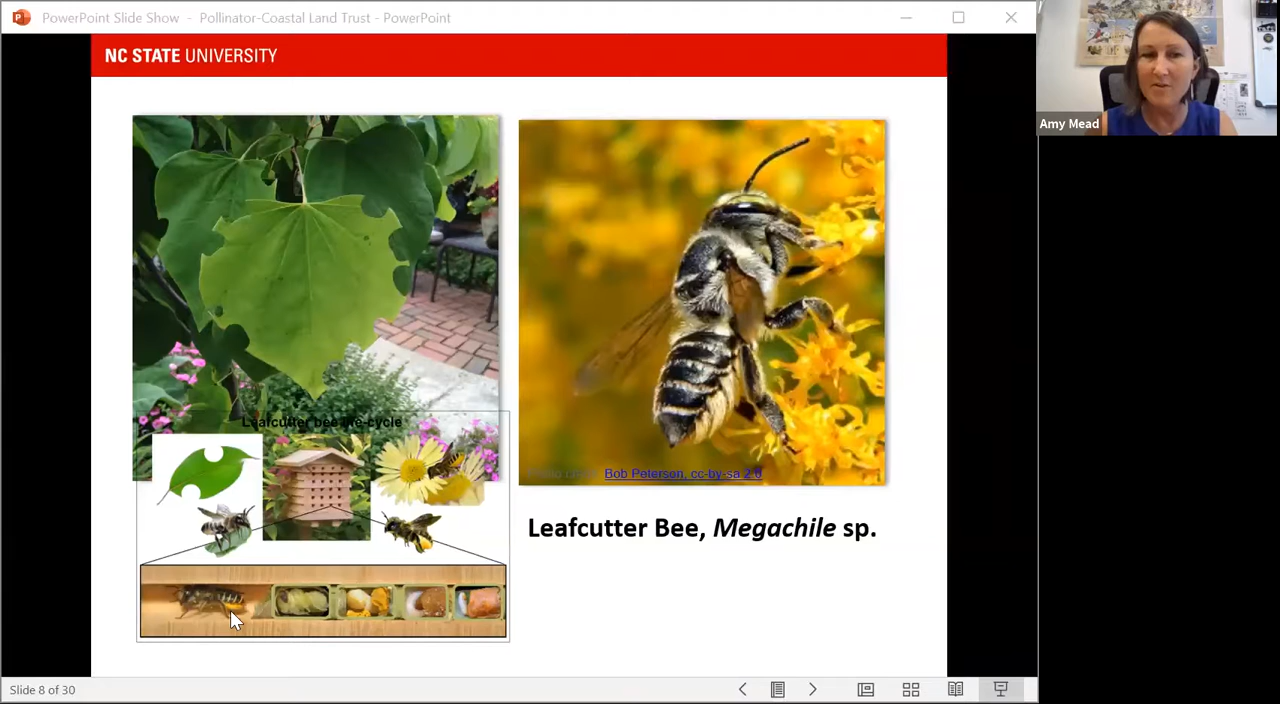 PowerPoint Slide Show - Pollinator-Coastal Land Trust - PowerPoint
NC STATE UNIVERSITY
Amy Mead
Leafcutter bee life-cycle
Bob Peterson, cc-by-sa 2.0
Leafcutter Bee, Megachile sp.
Slide 8 of 30